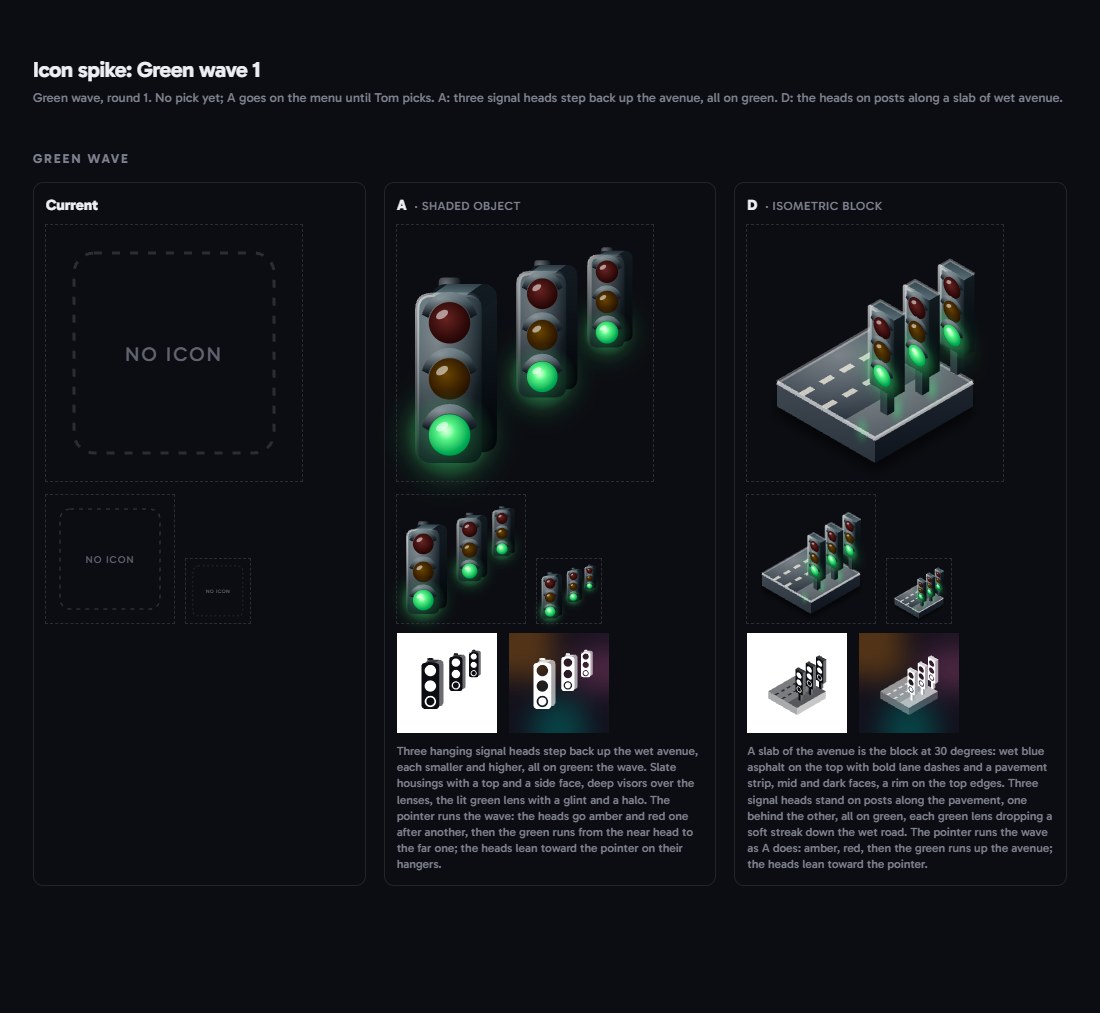 Icon spike: Green wave 1
Green wave, round 1. No pick yet; A goes on the menu until Tom picks. A: three signal heads step back up the avenue, all on green. D: the heads on posts along a slab of wet avenue.
GREEN WAVE
Current
NO ICON
NO ICON
NO ICON
A · SHADED OBJECT
Three hanging signal heads step back up the wet avenue,
each smaller and higher, all on green: the wave. Slate
housings with a top and a side face, deep visors over the
lenses, the lit green lens with a glint and a halo. The
pointer runs the wave: the heads go amber and red one
after another, then the green runs from the near head to
the far one; the heads lean toward the pointer on their
hangers.
D · ISOMETRIC BLOCK
A slab of the avenue is the block at 30 degrees: wet blue
asphalt on the top with bold lane dashes and a pavement
strip, mid and dark faces, a rim on the top edges. Three
signal heads stand on posts along the pavement, one
behind the other, all on green, each green lens dropping a
soft streak down the wet road. The pointer runs the wave
as A does: amber, red, then the green runs up the avenue;
the heads lean toward the pointer.